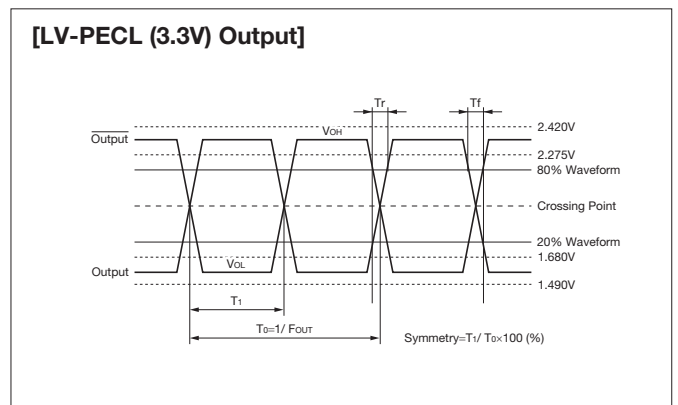 [LV-PECL (3.3V) Output]
Tr
Tf
Output
VOH
2.420V
2.275V
80% Waveform
Crossing Point
20% Waveform
1.680V
Output
VOL
1.490V
T1
T0=1/ FOUT
Symmetry=T1/ T0×100 (%)